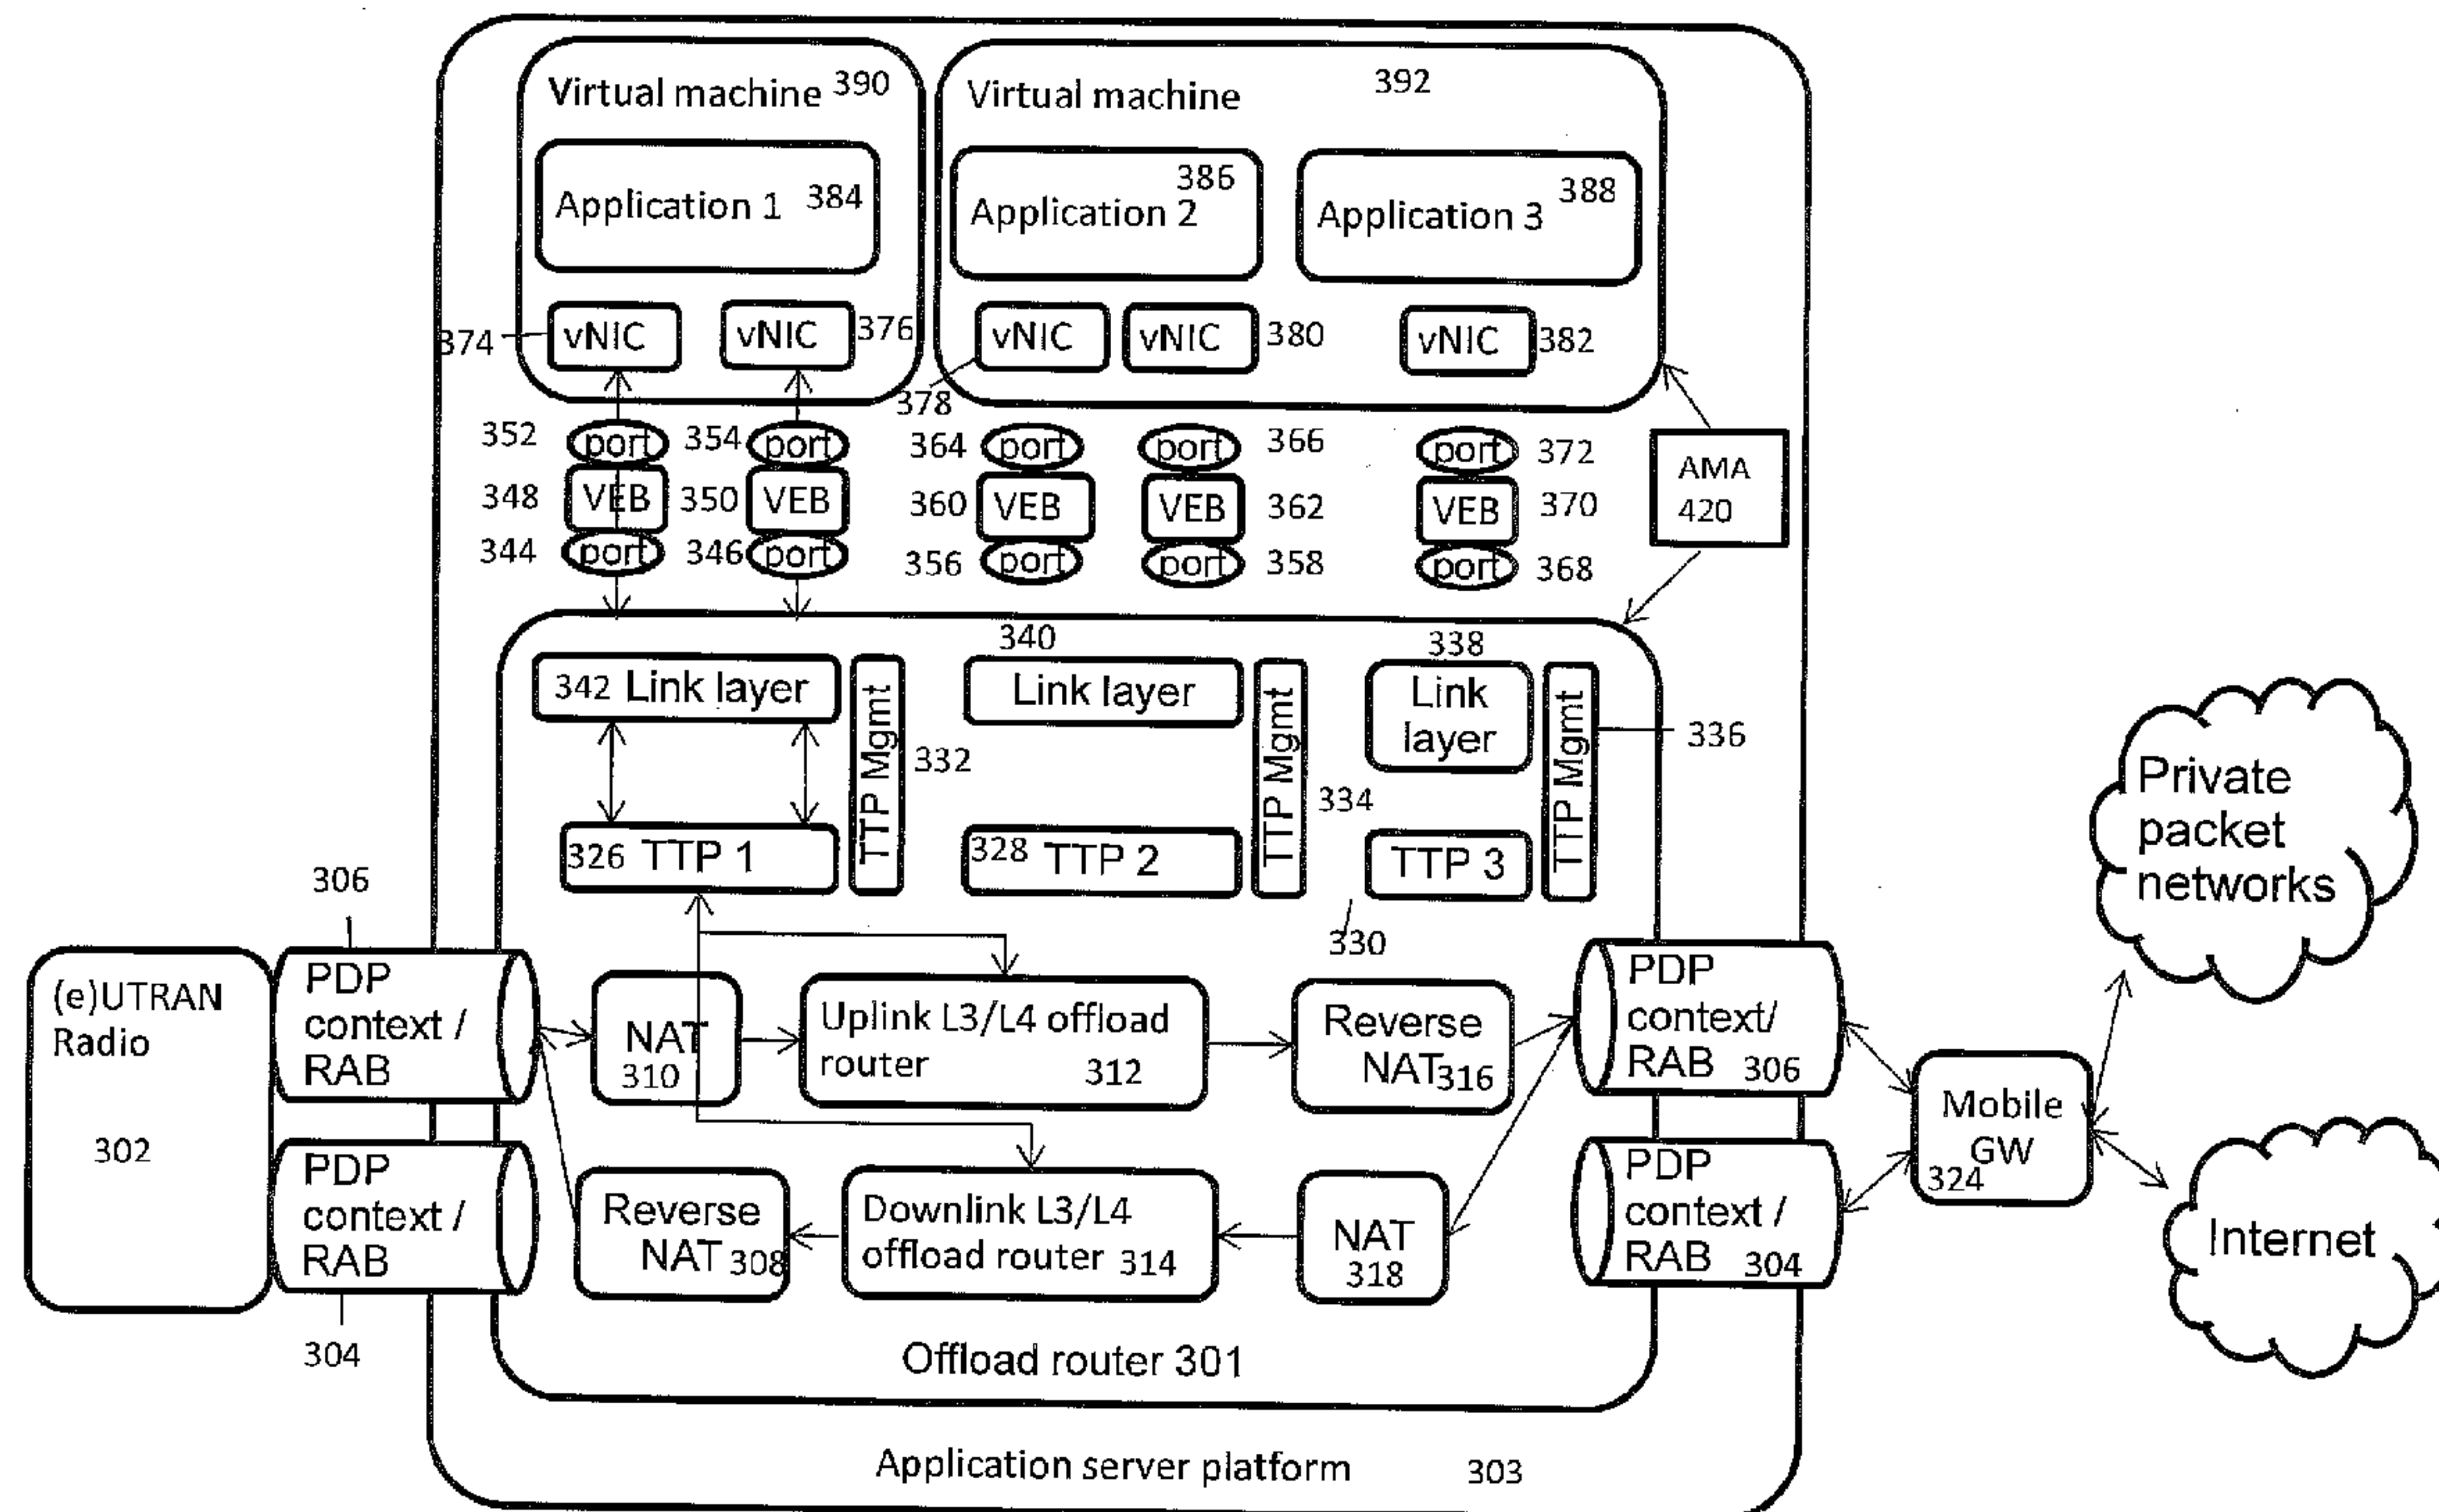 Virtual machine 390
Virtual machine 392
Application 1 384
386
Application 2
388
Application 3
374
vNIC
vNIC 376
378
vNIC
vNIC 380
vNIC 382
352 port
354 port
364 port
port 366
port 372
348 VEB
350 VEB
360 VEB
VEB 362
VEB 370
AMA
420
344 port
346 port
356 port
port 358
port 368
340
338
342 Link layer
Link layer
Link
layer
TTP Mgmt
332
TTP Mgmt
334
TTP Mgmt
336
326 TTP 1
328 TTP 2
TTP 3
330
306
(e)UTRAN
Radio
302
PDP
context /
RAB
PDP
context /
RAB
304
NAT
310
Uplink L3/L4 offload
router 312
Reverse
NAT 316
PDP
context/
RAB 306
Reverse
NAT 308
Downlink L3/L4
offload router 314
NAT
318
PDP
context /
RAB 304
Mobile
GW
324
Private
packet
networks
Internet
Offload router 301
Application server platform 303